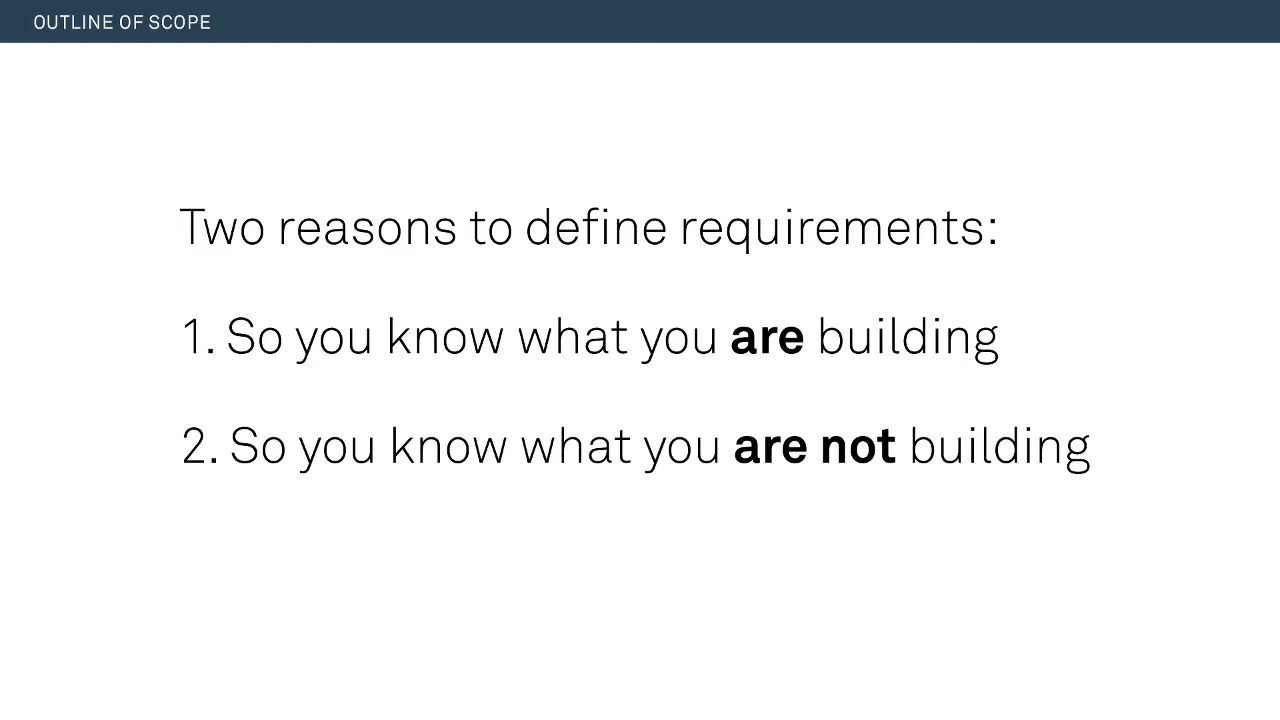 OUTLINE OF SCOPE
Two reasons to define requirements:
1. So you know what you are building
2. So you know what you are not building